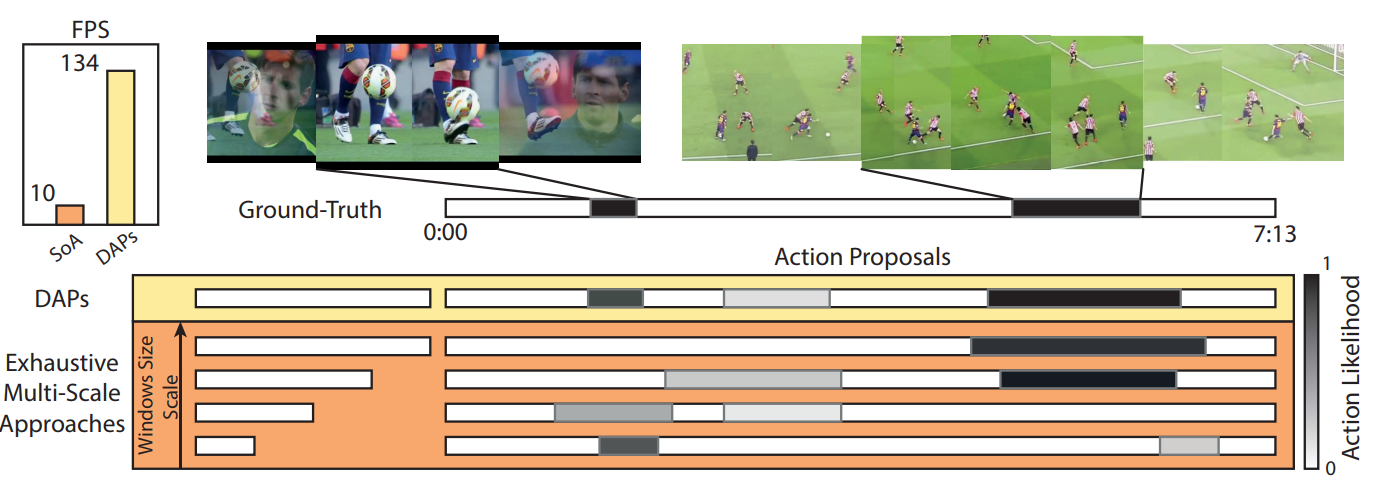 FPS
134
10
SoA
DAPs
Ground-Truth
0:00
7:13
Action Proposals
DAPs
Exhaustive
Multi-Scale
Approaches
Windows Size
Scale
1
0
Action Likelihood